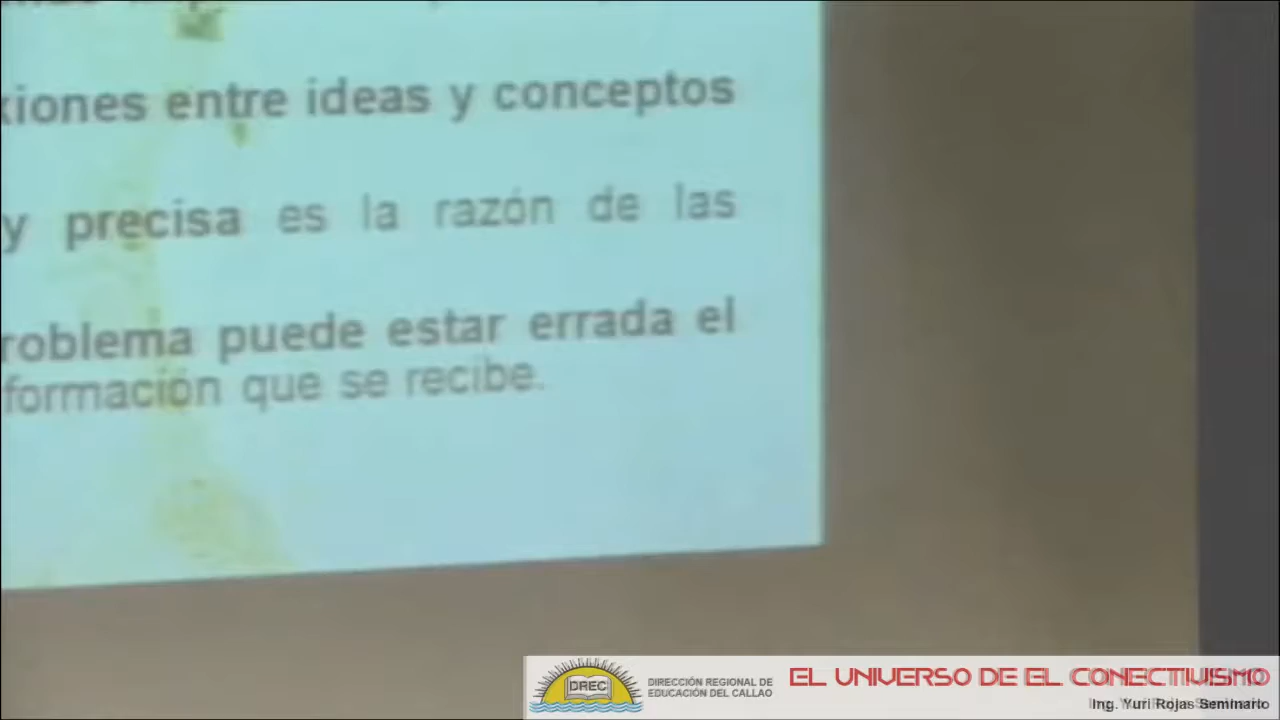 xiones entre ideas y conceptos
y precisa es la razón de las
roblema puede estar errada el
formación que se recibe.
DREC
DIRECCIÓN REGIONAL DE
EDUCACIÓN DEL CALLAO
EL UNIVERSO DE EL CONECTIVISMO
Ing. Yuri Rojas Seminario